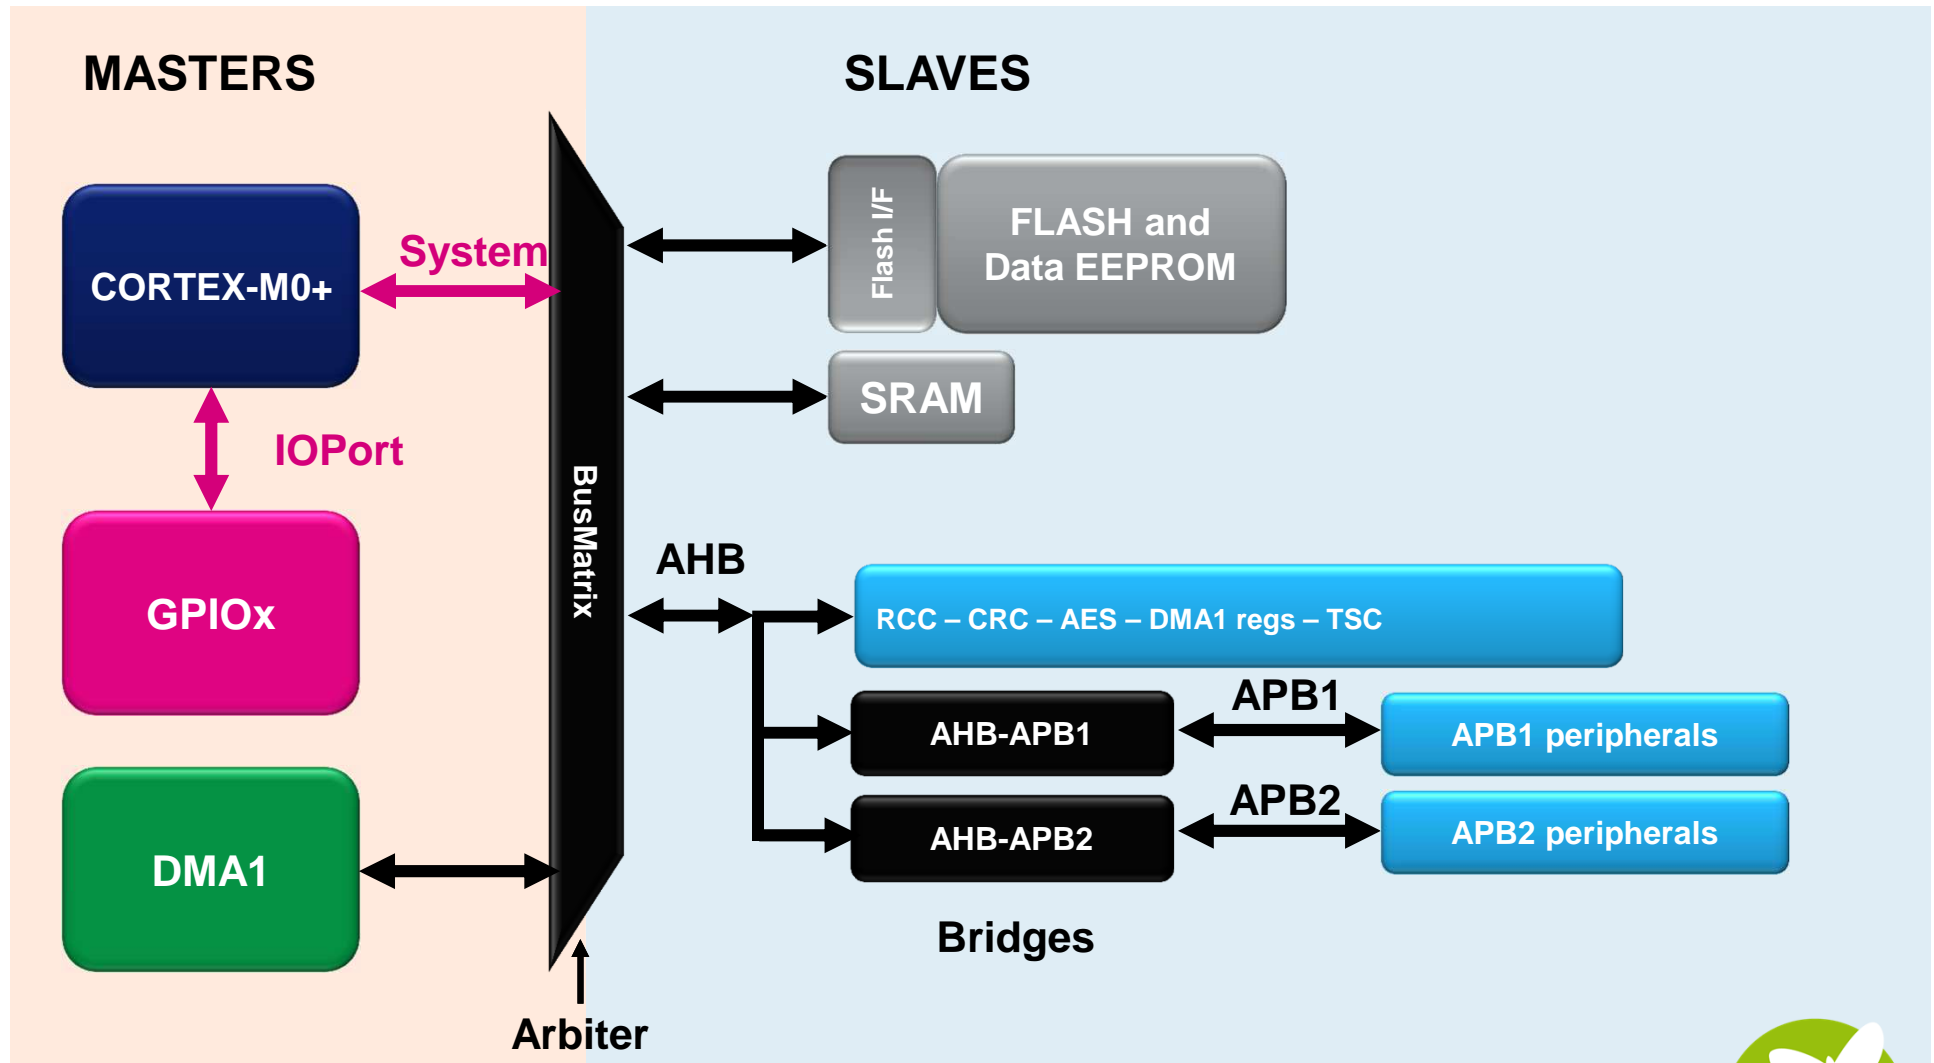 MASTERS
SLAVES
CORTEX-M0+
System
IOPort
GPIOx
DMA1
BusMatrix
Arbiter
Flash I/F
FLASH and
Data EEPROM
SRAM
AHB
RCC – CRC – AES – DMA1 regs – TSC
AHB-APB1
APB1
APB1 peripherals
AHB-APB2
APB2
APB2 peripherals
Bridges